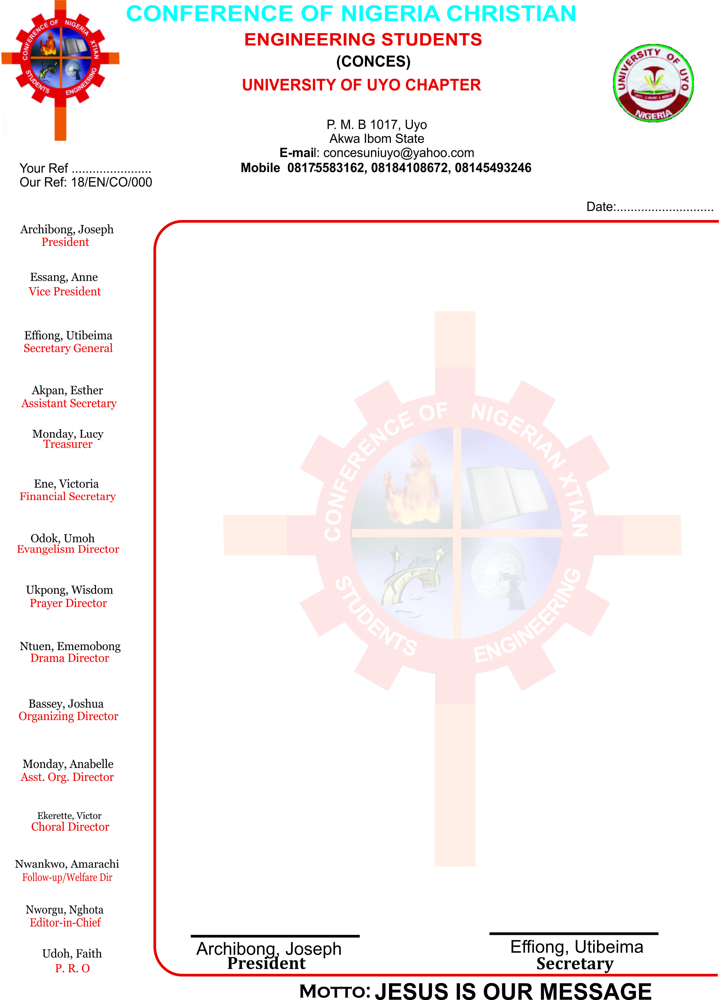 CONFERENCE OF NIGERIA XTIAN
STUDENTS ENGINEERING
CONFERENCE OF NIGERIA CHRISTIAN
ENGINEERING STUDENTS
(CONCES)
UNIVERSITY OF UYO CHAPTER
UNIVERSITY OF UYO
NIGERIA
P. M. B 1017, Uyo
Akwa Ibom State
E-mail: concesuniuyo@yahoo.com
Mobile: 08175583162, 08184108672, 08145493246
Your Ref .......................
Our Ref: 18/EN/CO/000
Date:............................
Archibong, Joseph
President
Essang, Anne
Vice President
Effiong, Utibeima
Secretary General
Akpan, Esther
Assistant Secretary
Monday, Lucy
Treasurer
Ene, Victoria
Financial Secretary
Odok, Umoh
Evangelism Director
Ukpong, Wisdom
Prayer Director
Ntuen, Ememobong
Drama Director
Bassey, Joshua
Organizing Director
Monday, Anabelle
Asst. Org. Director
Ekerette, Victor
Choral Director
Nwankwo, Amarachi
Follow-up/Welfare Dir
Nworgu, Nghota
Editor-in-Chief
Udoh, Faith
P. R. O
CONFERENCE OF NIGERIAN XTIAN
STUDENTS ENGINEERING
Archibong, Joseph
President
Effiong, Utibeima
Secretary
MOTTO: JESUS IS OUR MESSAGE